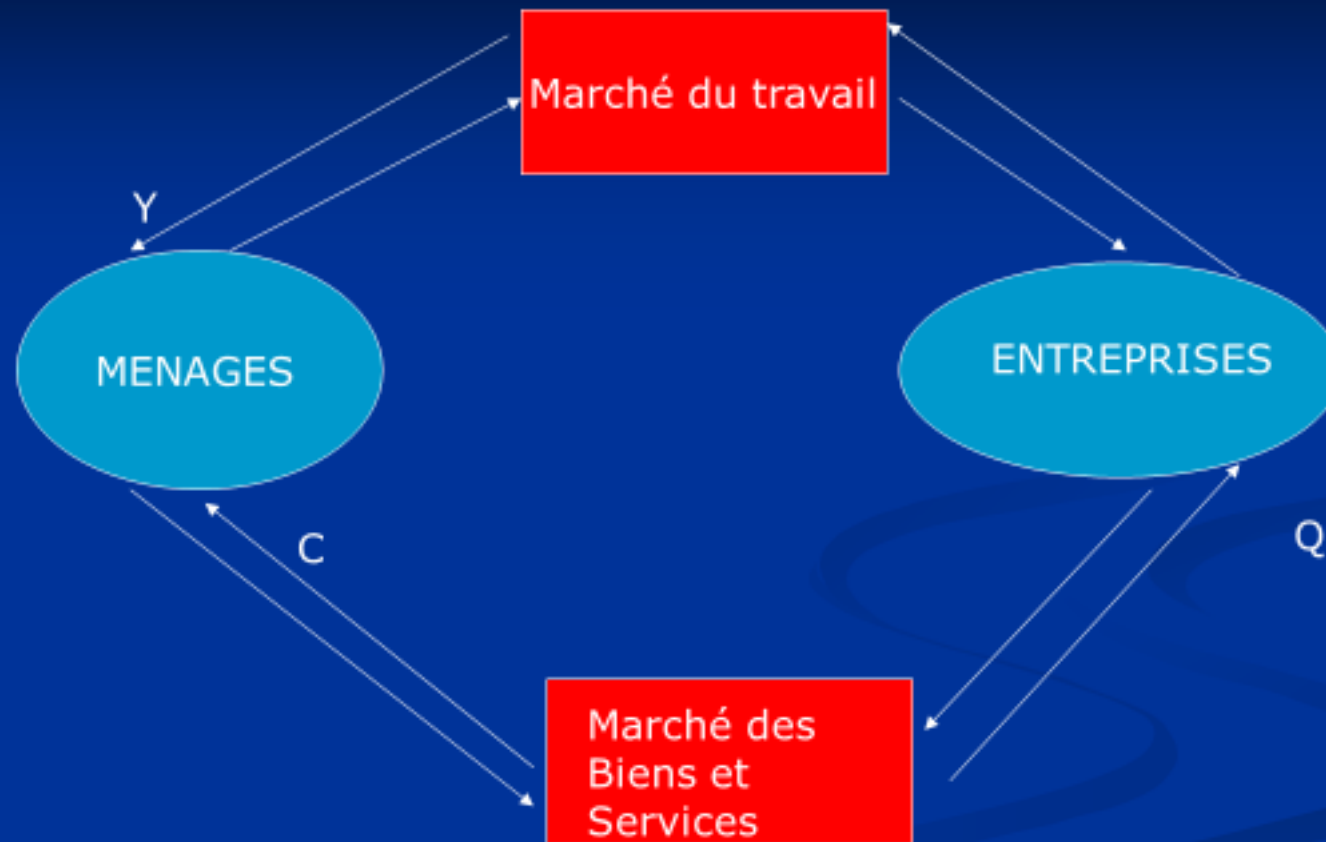 Marché du travail
Y
MENAGES
ENTREPRISES
C
Q
Marché des
Biens et
Services